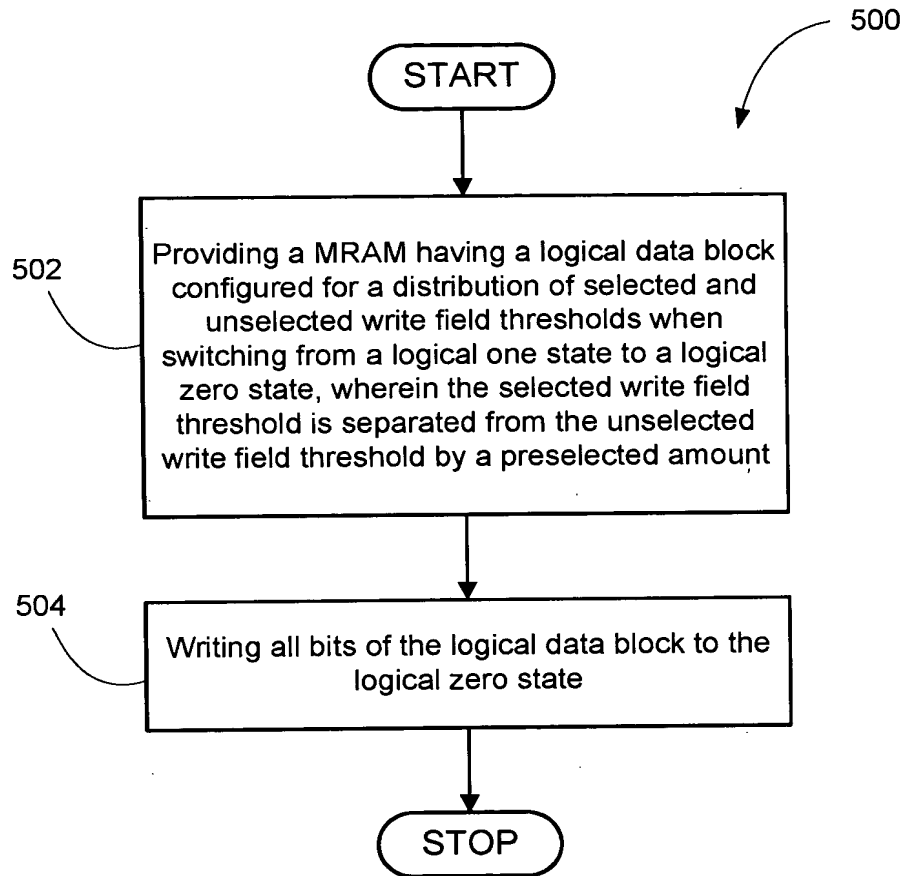 500
START
502
Providing a MRAM having a logical data block
configured for a distribution of selected and
unselected write field thresholds when
switching from a logical one state to a logical
zero state, wherein the selected write field
threshold is separated from the unselected
write field threshold by a preselected amount
504
Writing all bits of the logical data block to the
logical zero state
STOP